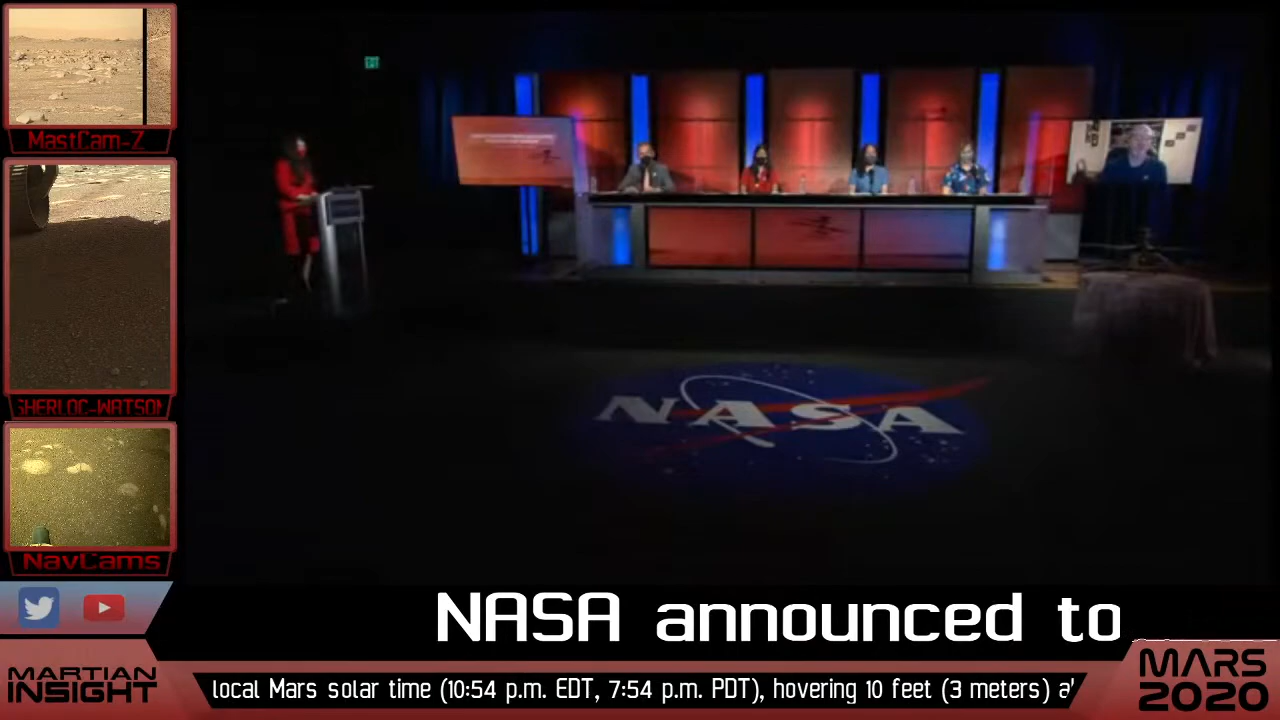 EXIT
MastCam-Z
SHERLOC-WATSON
NavCams
NASA
NASA announced to
MARTIAN
INSIGHT
local Mars solar time (10:54 p.m. EDT, 7:54 p.m. PDT), hovering 10 feet (3 meters) a
MARS
2020